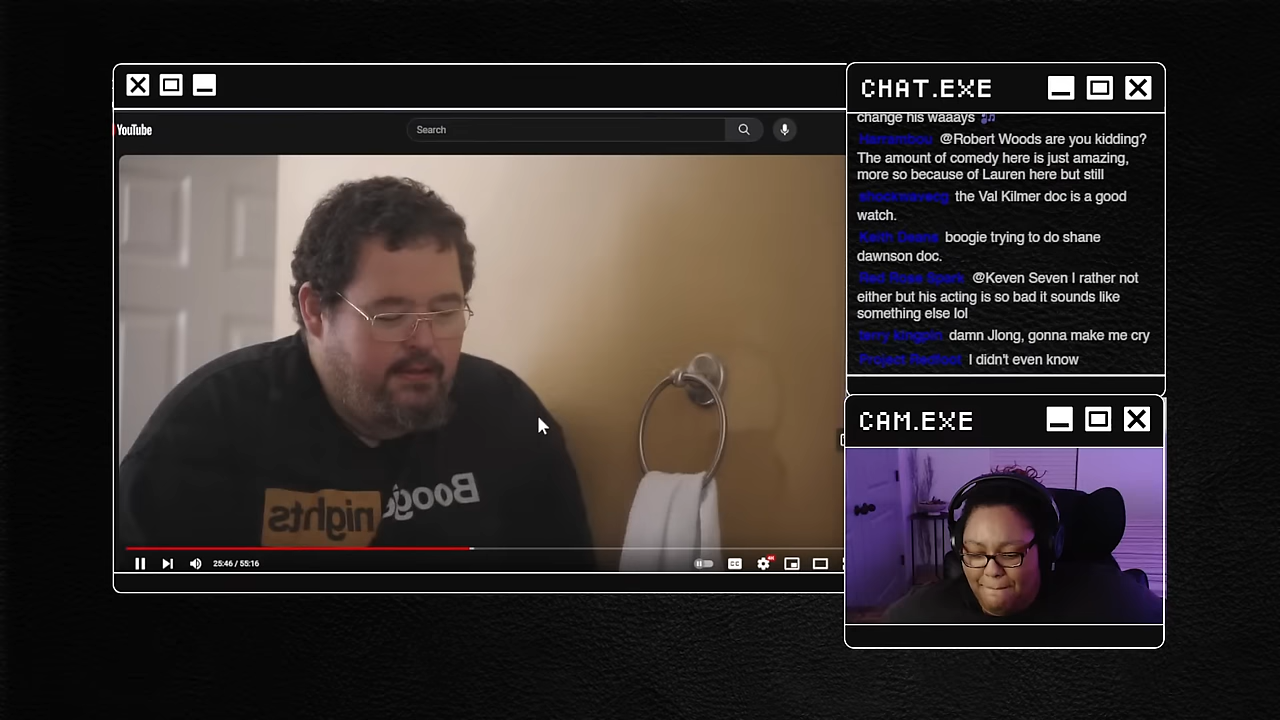 YouTube
Search
Boogie
nights
25:46 / 55:16
CHAT.EXE
change his waaays
@Robert Woods are you kidding?
The amount of comedy here is just amazing,
more so because of Lauren here but still
the Val Kilmer doc is a good
watch.
boogie trying to do shane
dawnson doc.
@Keven Seven I rather not
either but his acting is so bad it sounds like
something else lol
damn Jlong, gonna make me cry
I didn't even know
CAM.EXE